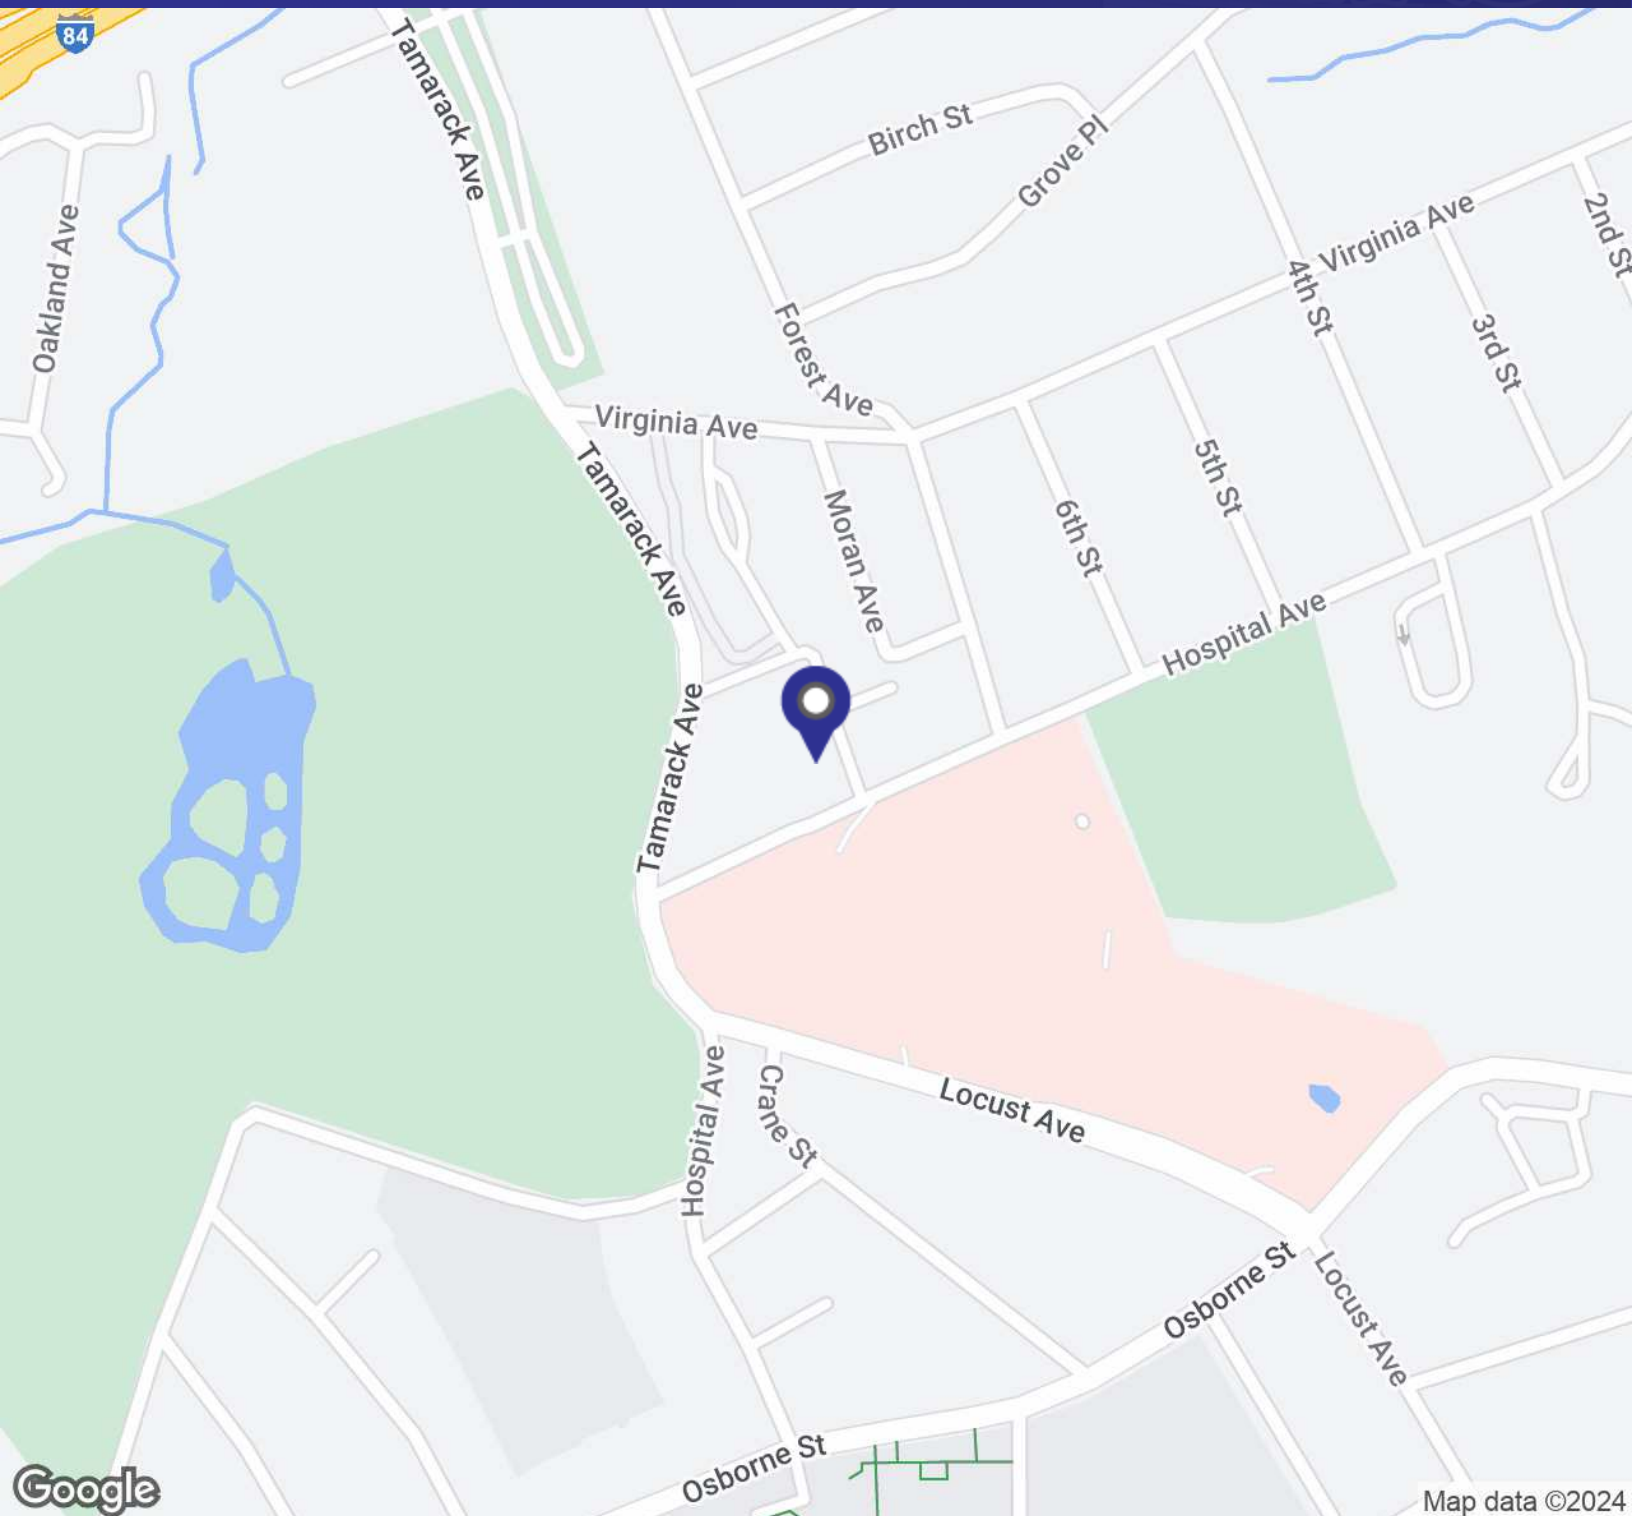 84
Tamarack Ave
Birch St
Grove Pl
Oakland Ave
Virginia Ave
2nd St
4th St
3rd St
Forest Ave
Virginia Ave
Tamarack Ave
Moran Ave
6th St
5th St
Hospital Ave
Tamarack Ave
Hospital Ave
Crane St
Locust Ave
Osborne St
Locust Ave
Osborne St
Google
Map data ©2024